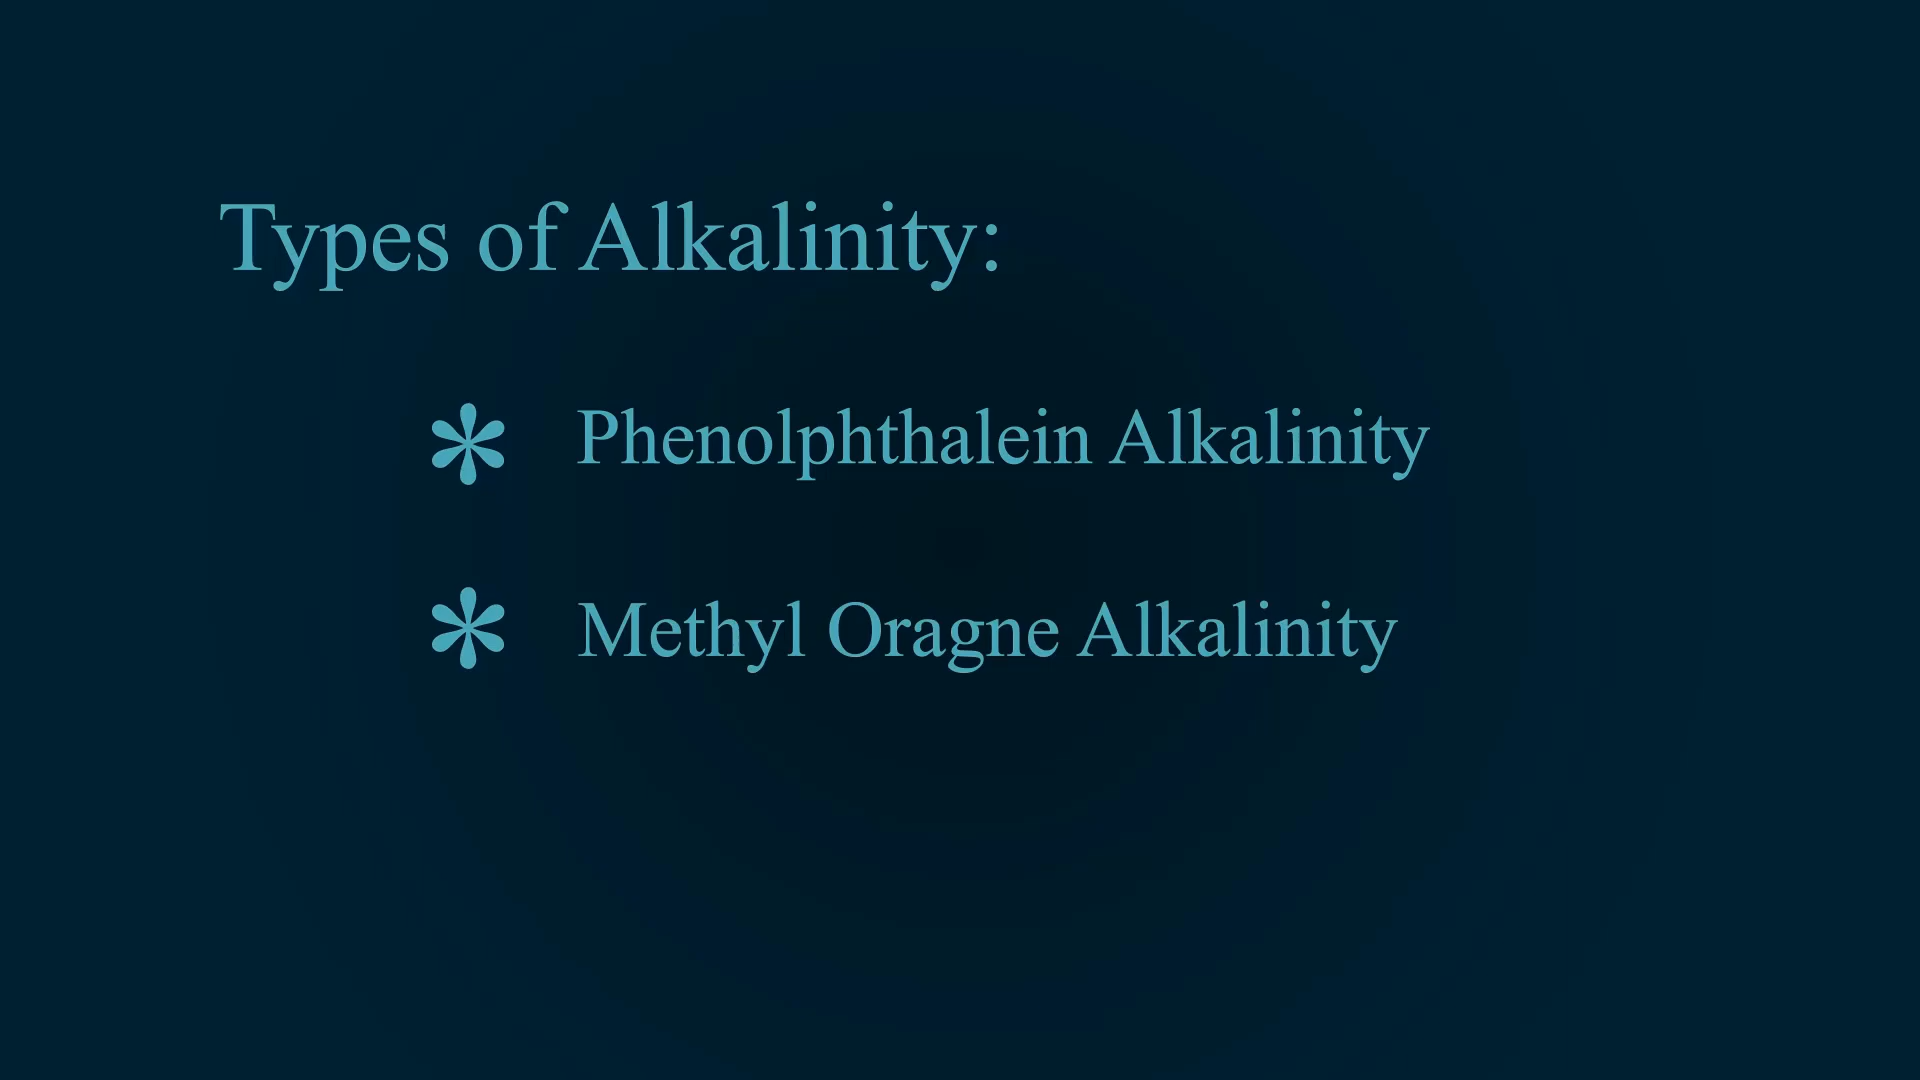 Types of Alkalinity:
* Phenolphthalein Alkalinity
* Methyl Oragne Alkalinity